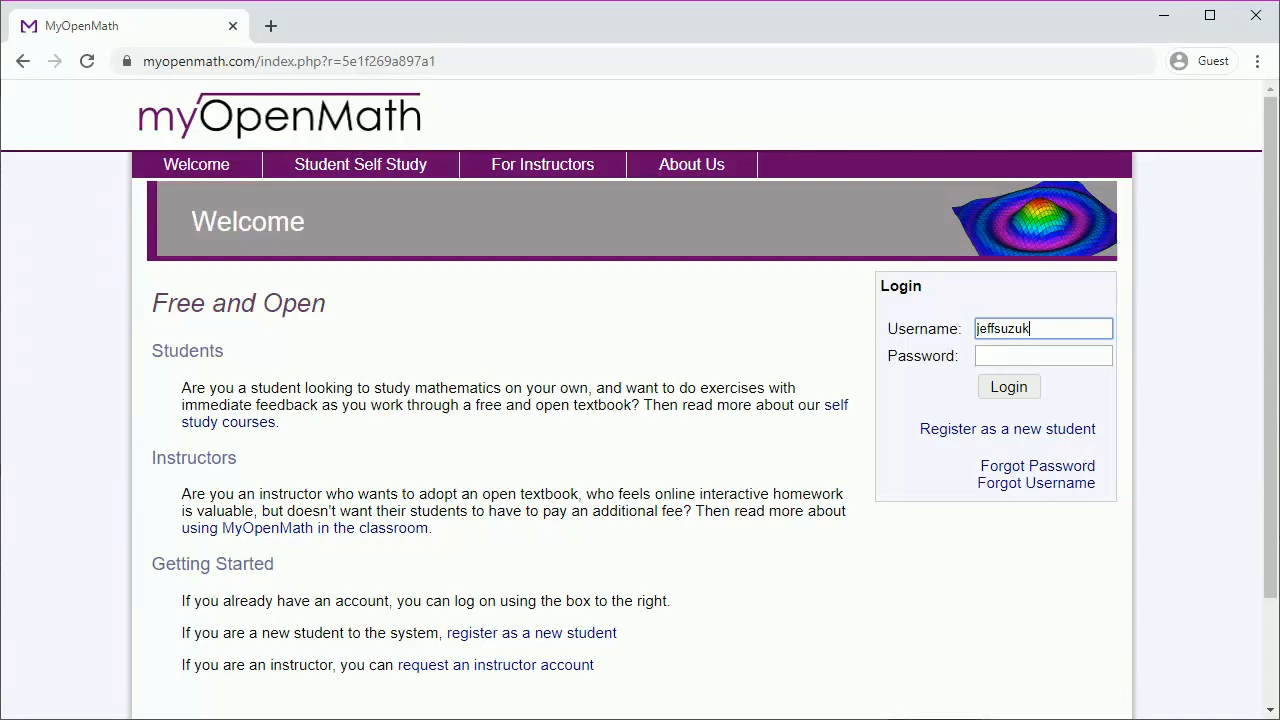 MyOpenMath
myopenmath.com/index.php?r=5e1f269a897a1
Guest
myOpenMath
Welcome
Student Self Study
For Instructors
About Us
Welcome
Free and Open
Students
Are you a student looking to study mathematics on your own, and want to do exercises with
immediate feedback as you work through a free and open textbook? Then read more about our self
study courses.
Instructors
Are you an instructor who wants to adopt an open textbook, who feels online interactive homework
is valuable, but doesn't want their students to have to pay an additional fee? Then read more about
using MyOpenMath in the classroom.
Getting Started
If you already have an account, you can log on using the box to the right.
If you are a new student to the system, register as a new student
If you are an instructor, you can request an instructor account
Login
Username: jeffsuzuk
Password:
Login
Register as a new student
Forgot Password
Forgot Username